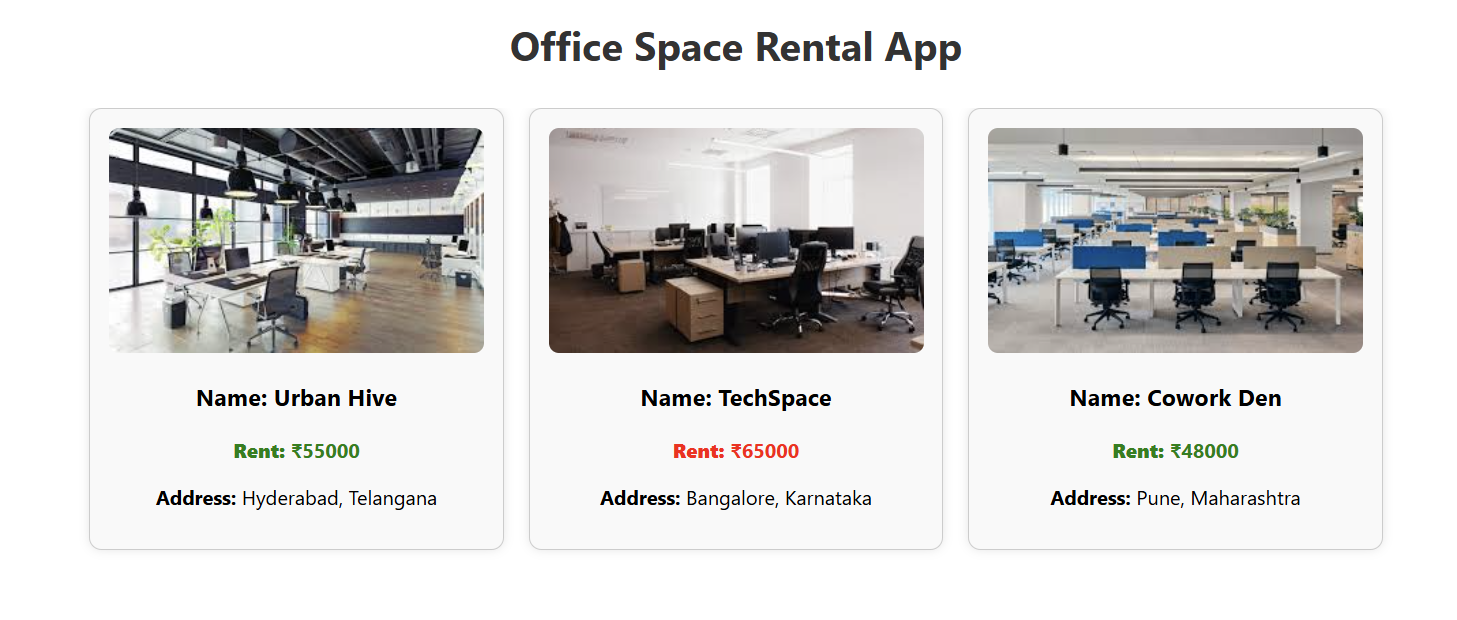 Office Space Rental App
Name: Urban Hive
Rent: ₹55000
Address: Hyderabad, Telangana
Name: TechSpace
Rent: ₹65000
Address: Bangalore, Karnataka
Name: Cowork Den
Rent: ₹48000
Address: Pune, Maharashtra